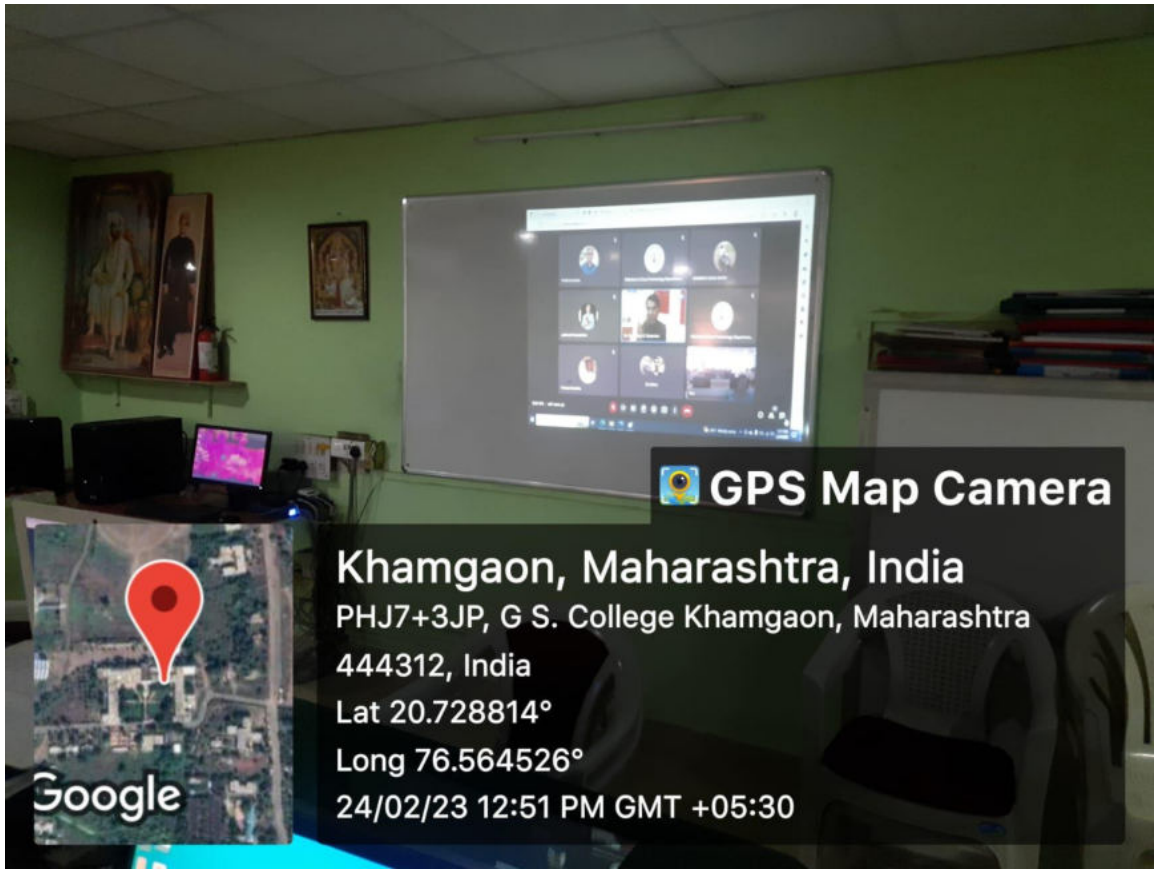 GPS Map Camera
Khamgaon, Maharashtra, India
PHJ7+3JP, G S. College Khamgaon, Maharashtra
444312, India
Lat 20.728814°
Long 76.564526°
24/02/23 12:51 PM GMT +05:30
Google